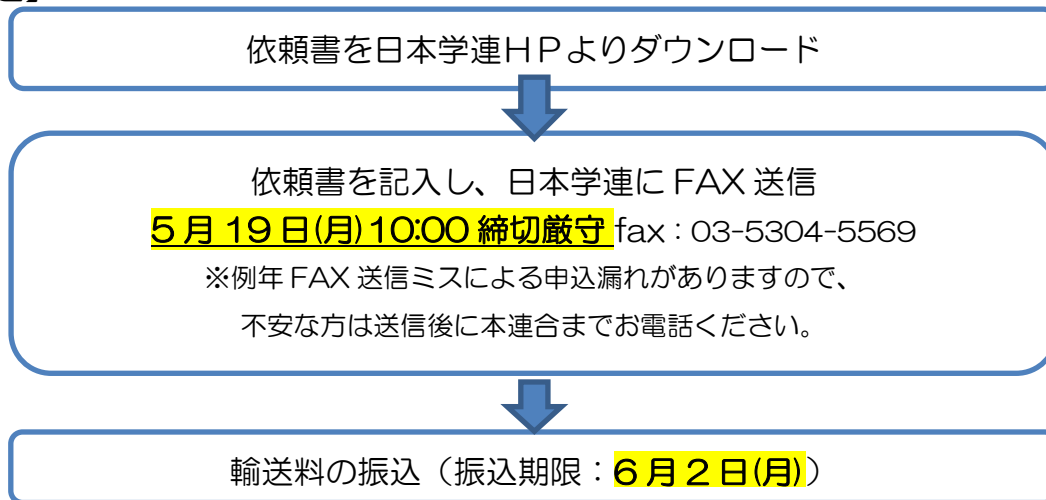 依頼書を日本学連ＨＰよりダウンロード
依頼書を記入し、日本学連に FAX 送信
５月 19 日(月)10:00 締切厳守 fax：03-5304-5569
※例年 FAX 送信ミスによる申込漏れがありますので、
不安な方は送信後に本連合までお電話ください。
輸送料の振込（振込期限：６月２日(月)）